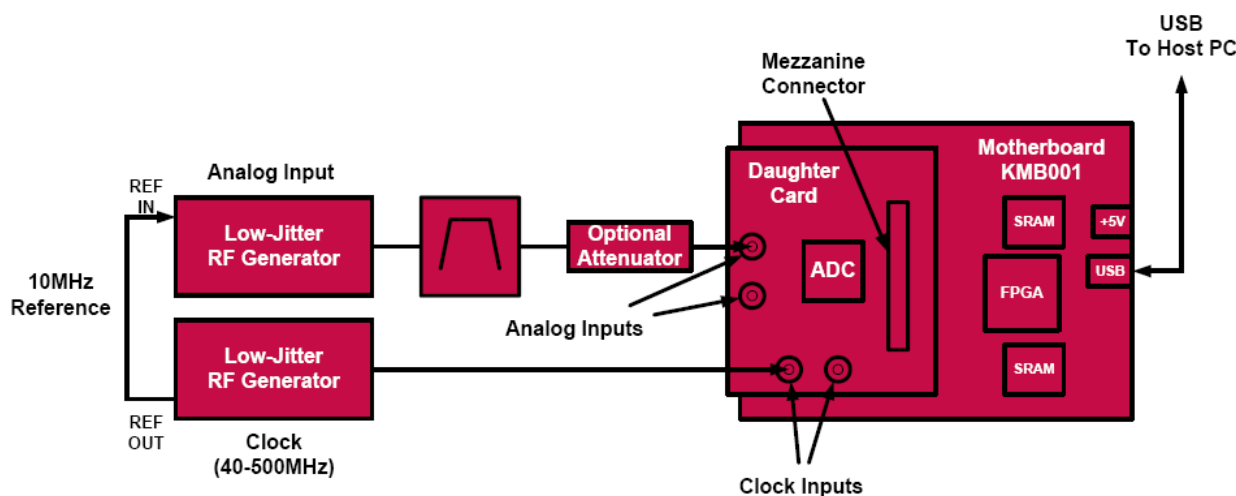 USB
To Host PC
Mezzanine
Connector
Motherboard
KMB001
Daughter
Card
Analog Input
REF
IN
Low-Jitter
RF Generator
Optional
Attenuator
ADC
SRAM
+5V
USB
FPGA
10MHz
Reference
Analog Inputs
Low-Jitter
RF Generator
SRAM
REF
OUT
Clock
(40-500MHz)
Clock Inputs